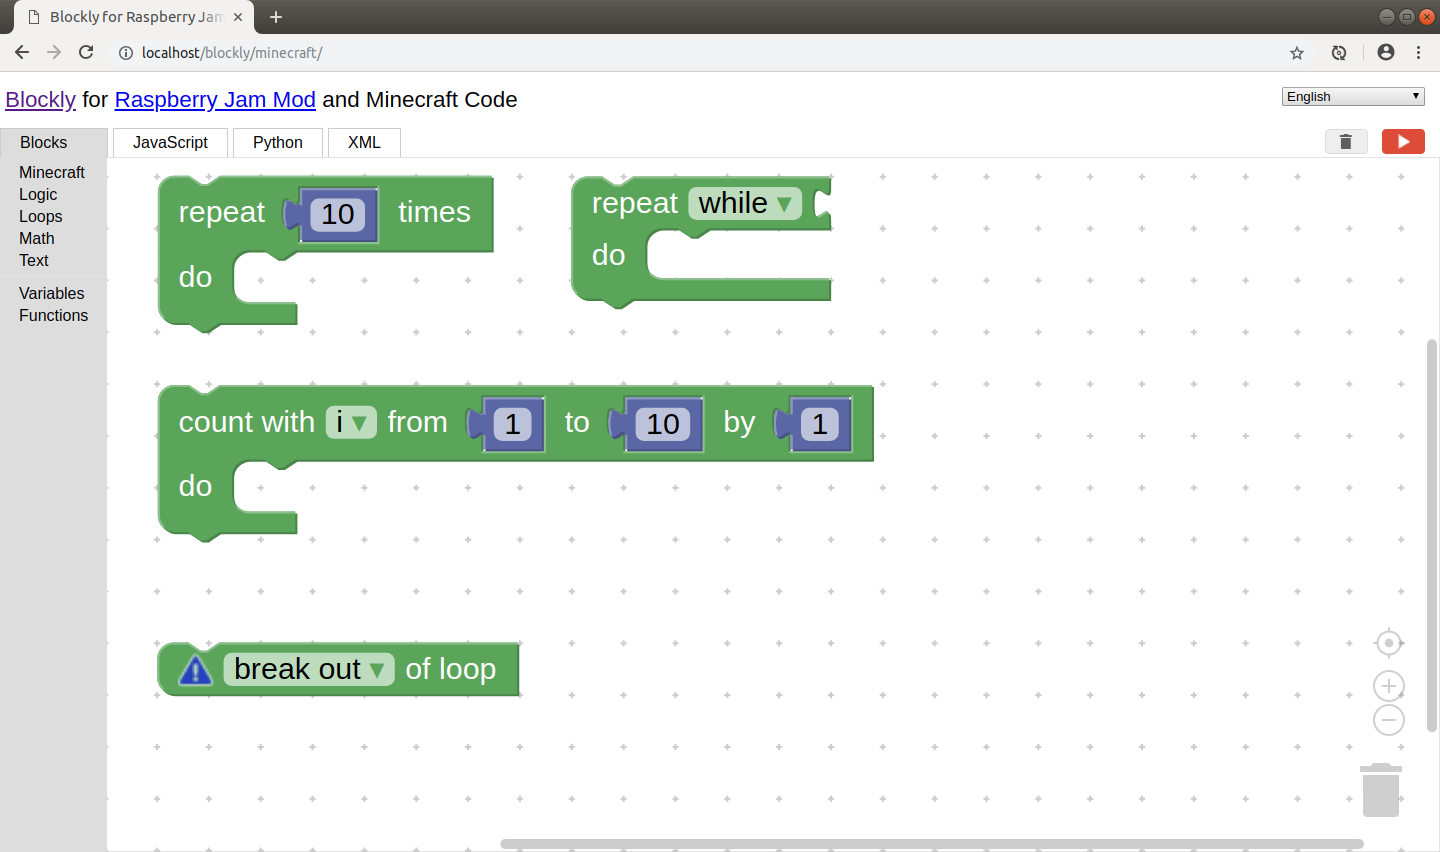 Blockly for Raspberry Jam
localhost/blockly/minecraft/
Blockly for Raspberry Jam Mod and Minecraft Code
English
Blocks
JavaScript
Python
XML
Minecraft
Logic
Loops
Math
Text
Variables
Functions
repeat 10 times
do
repeat while
do
count with i from 1 to 10 by 1
do
break out of loop